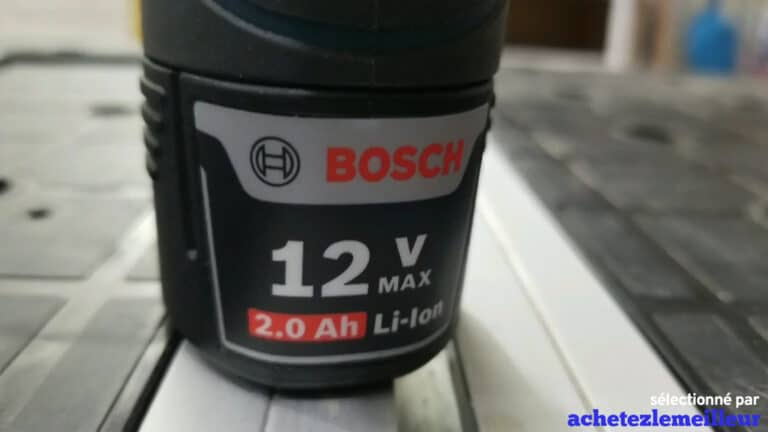 BOSCH
12 V
MAX
2.0 Ah Li-Ion
sélectionné par
achetezlemeilleur